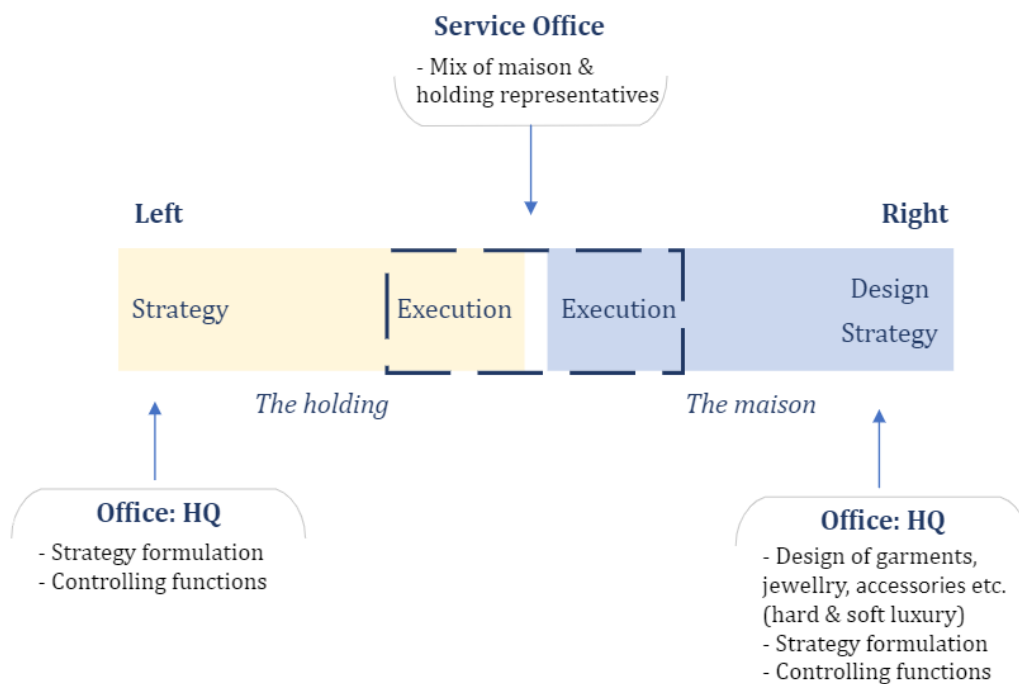 Service Office
- Mix of maison &
holding representatives
Left
Right
Strategy
Execution
Execution
Design
Strategy
The holding
The maison
Office: HQ
- Strategy formulation
- Controlling functions
Office: HQ
- Design of garments,
jewellry, accessories etc.
(hard & soft luxury)
- Strategy formulation
- Controlling functions